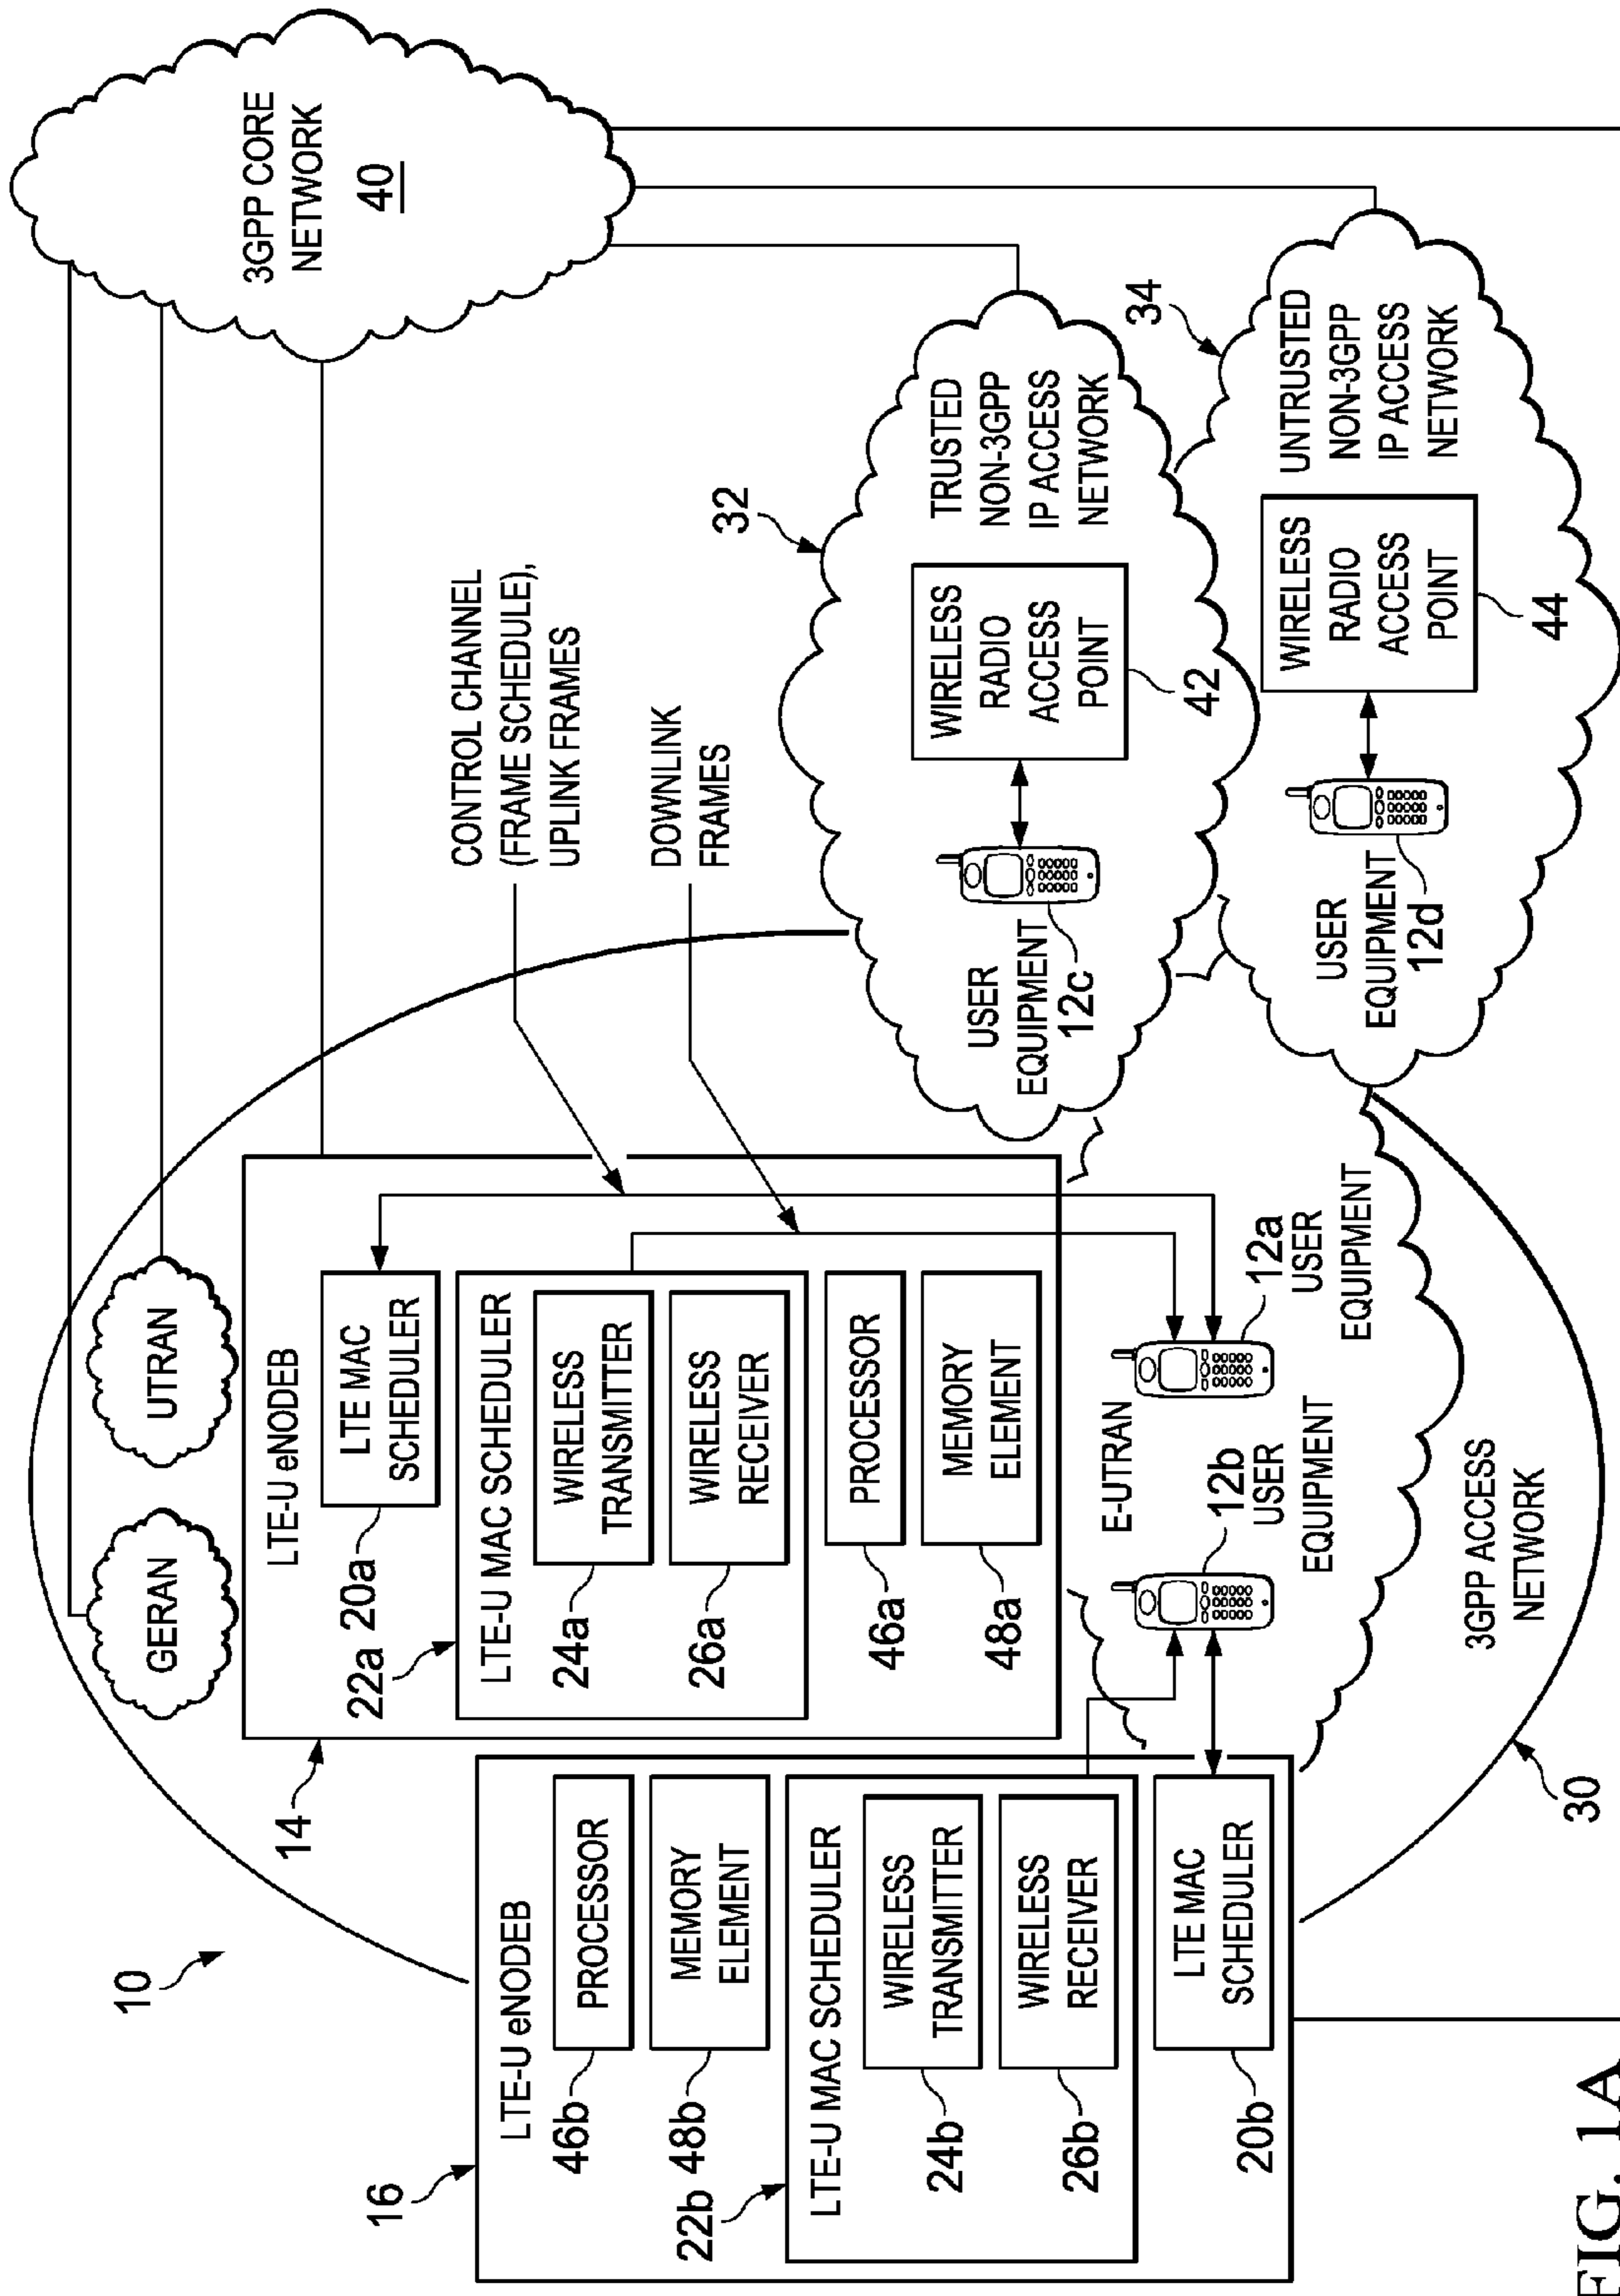 10
GERAN
UTRAN
3GPP CORE
NETWORK
40
14
LTE-U eNODEB
LTE MAC
SCHEDULER
20a
22a
LTE-U MAC SCHEDULER
WIRELESS
TRANSMITTER
24a
WIRELESS
RECEIVER
26a
PROCESSOR
46a
MEMORY
ELEMENT
48a
CONTROL CHANNEL
(FRAME SCHEDULE),
UPLINK FRAMES
DOWNLINK
FRAMES
16
LTE-U eNODEB
PROCESSOR
46b
MEMORY
ELEMENT
48b
22b
LTE-U MAC SCHEDULER
WIRELESS
TRANSMITTER
24b
WIRELESS
RECEIVER
26b
LTE MAC
SCHEDULER
20b
E-UTRAN
12b
USER
EQUIPMENT
12a
USER
EQUIPMENT
3GPP ACCESS
NETWORK
30
32
TRUSTED
NON-3GPP
IP ACCESS
NETWORK
WIRELESS
RADIO
ACCESS
POINT
42
USER
EQUIPMENT
12c
34
UNTRUSTED
NON-3GPP
IP ACCESS
NETWORK
WIRELESS
RADIO
ACCESS
POINT
44
USER
EQUIPMENT
12d
FIG. 1A